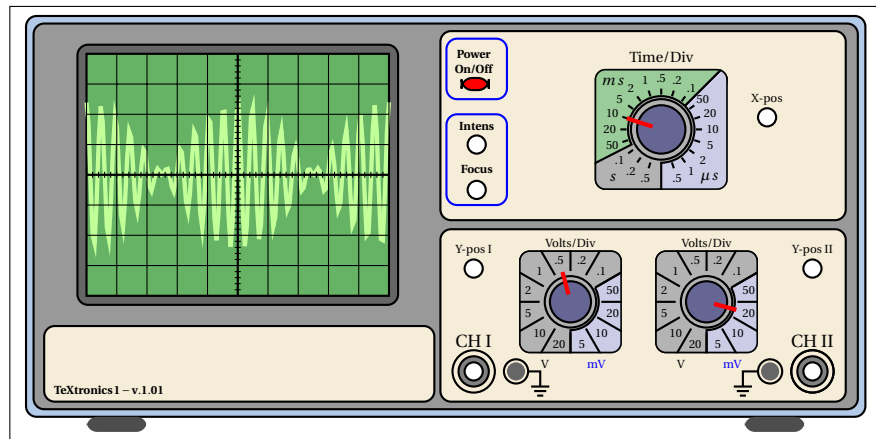 Power
On/Off
Intens
Focus
Time/Div
ms
2 1 .5 .2 .1
5
10
20
50
.1 .2 .5
s
50
20
10
5
2
1
.5
μs
X-pos
Y-pos I
Volts/Div
.5 .2
1 .1
2 50
5 20
10 10
20 5
V mV
CH I
Volts/Div
.5 .2
1 .1
2 50
5 20
10 10
20 5
V mV
Y-pos II
CH II
TeXtronics 1 – v.1.01